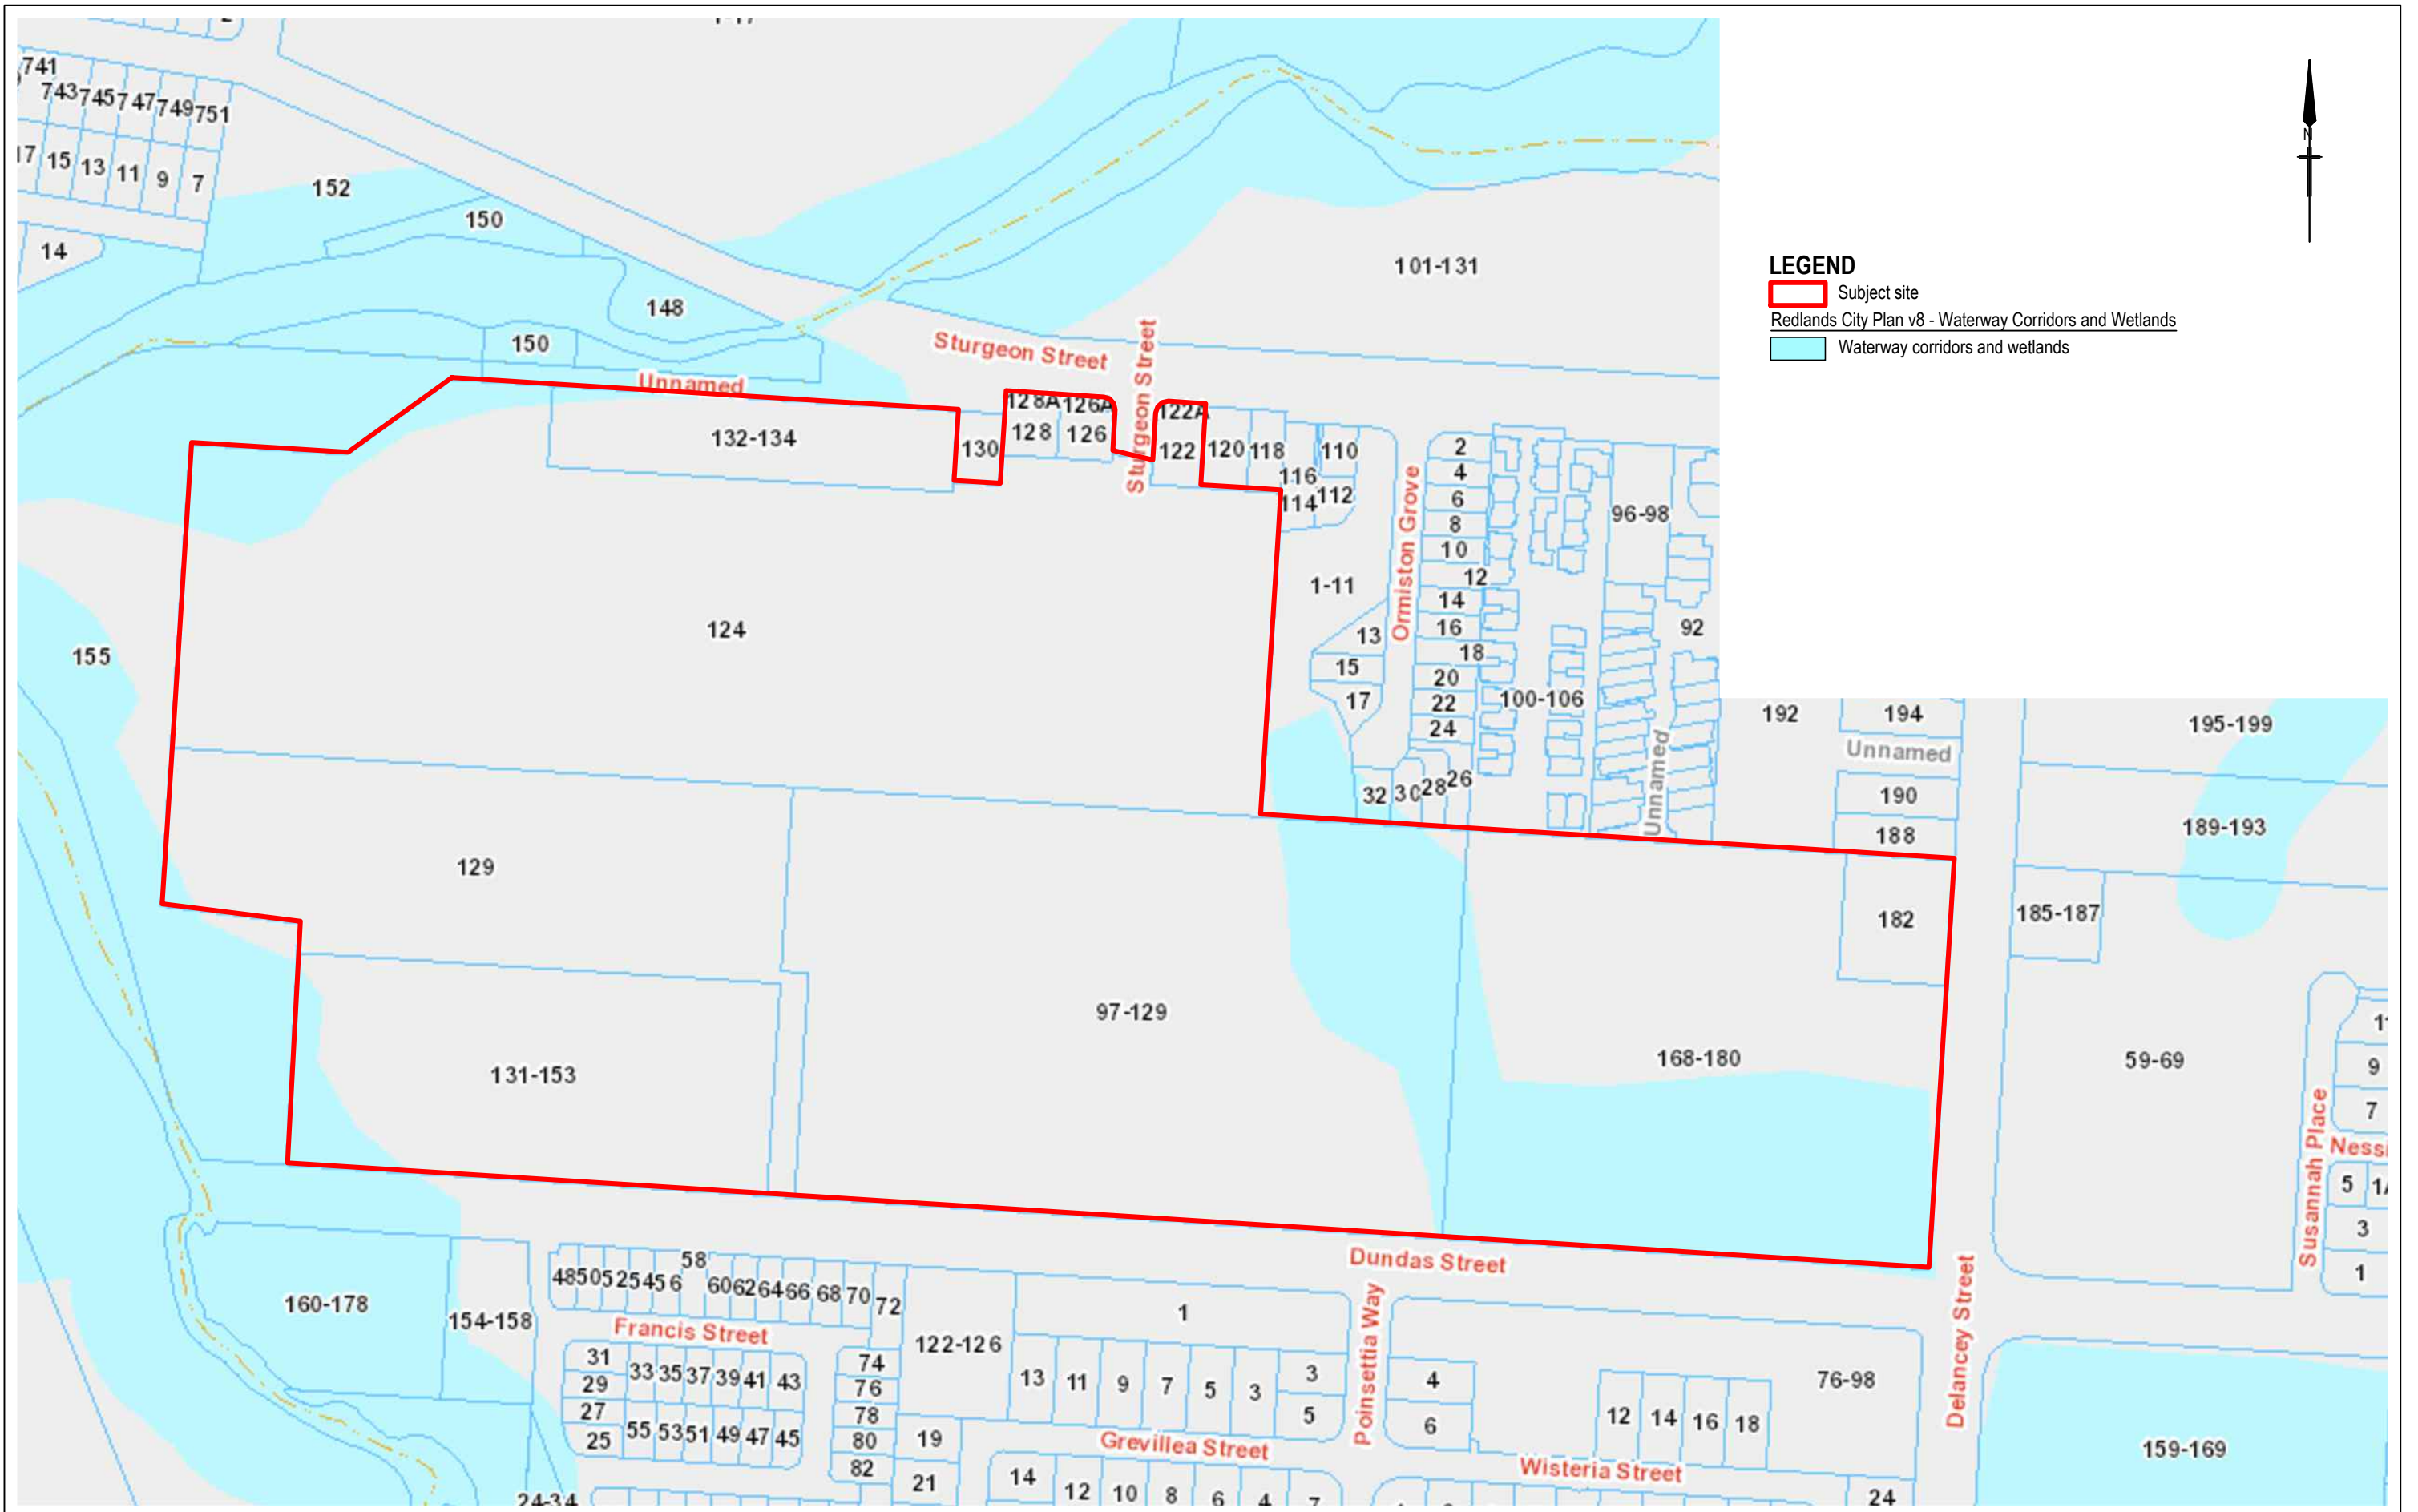 741
743 745 747 749 751
17 15 13 11 9 7
14
152
150
148
150
Unnamed
101-131
N
LEGEND
Subject site
Redlands City Plan v8 - Waterway Corridors and Wetlands
Waterway corridors and wetlands
Sturgeon Street
Sturgeon Street
132-134
130
128A 126A
128 126
122A
122 120 118
116
114
110
112
Ormiston Grove
2
4
6
8
10
12
14
16
18
20
22
24
26
28
30
32
1-11
13
15
17
96-98
92
100-106
Unnamed
192
194
Unnamed
190
188
195-199
189-193
185-187
182
155
124
129
97-129
131-153
168-180
59-69
Susannah Place
9
7
5
3
1
Dundas Street
Delancey Street
160-178
154-158
48 50 52 54 56 58 60 62 64 66 68 70 72
Francis Street
31
29
27
25
33 35 37 39 41 43
55 53 51 49 47 45
74
76
78
80
82
122-126
1
13 11 9 7 5 3
3
5
19
21
Grevillea Street
Poinsettia Way
4
6
12 14 16 18
76-98
Wisteria Street
159-169
24-34
14 12 10 8 6 4 7
24